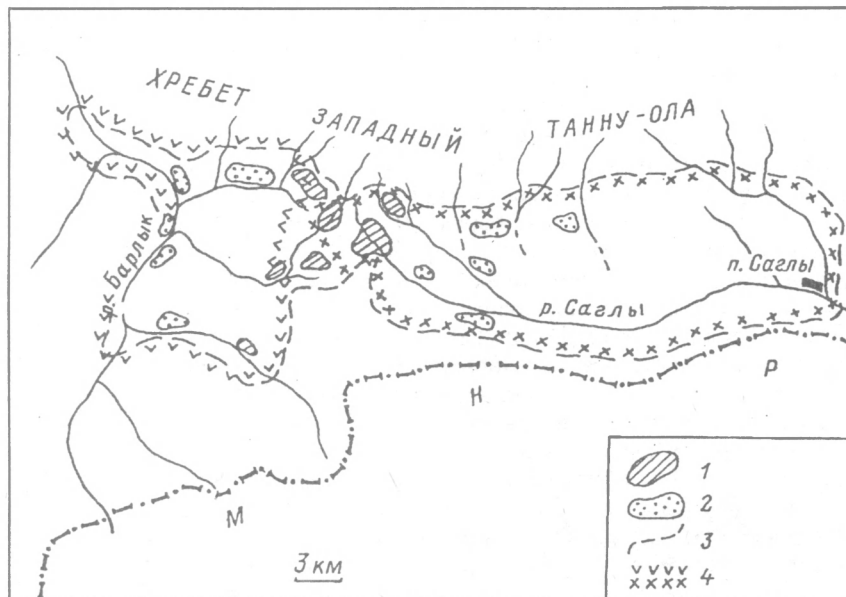 ХРЕБЕТ
ЗАПАДНЫЙ
ТАННУ-ОЛА
р. Барлык
п. Саглы
р. Саглы
М
Н
Р
3 км
1
2
3
4